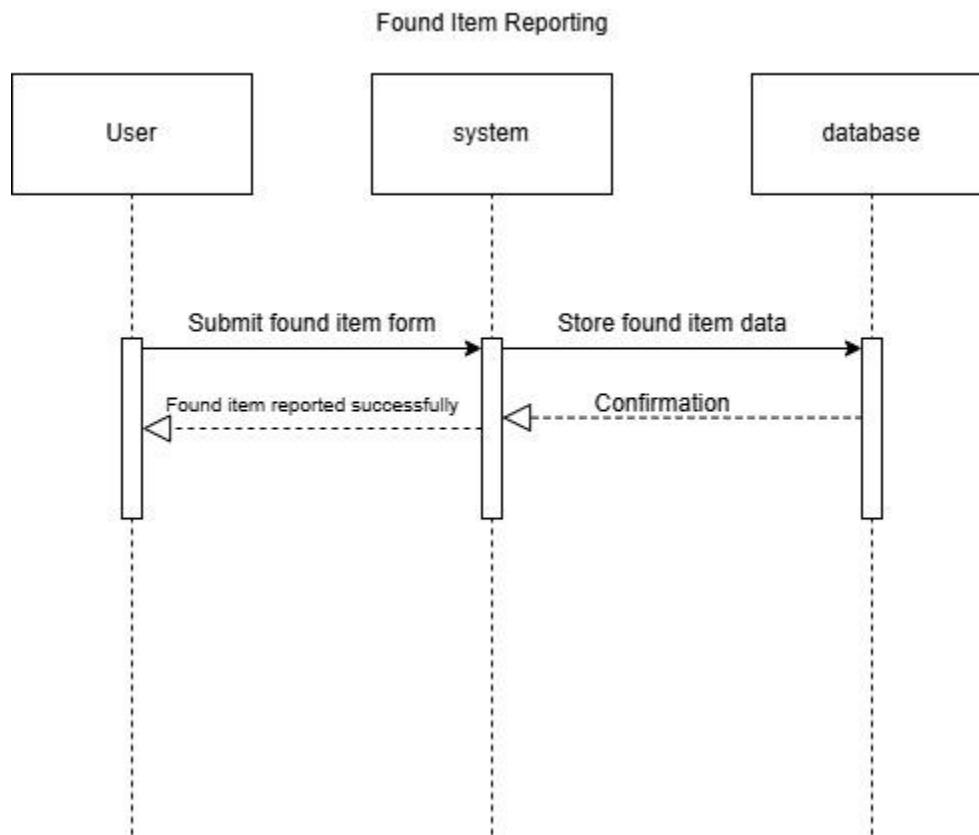 Found Item Reporting
User
system
database
Submit found item form
Store found item data
Found item reported successfully
Confirmation